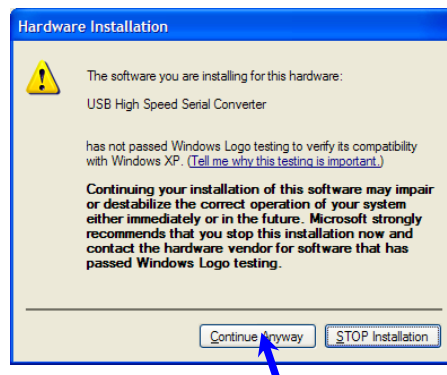 Hardware Installation
The software you are installing for this hardware:
USB High Speed Serial Converter
has not passed Windows Logo testing to verify its compatibility
with Windows XP. (Tell me why this testing is important.)
Continuing your installation of this software may impair
or destabilize the correct operation of your system
either immediately or in the future. Microsoft strongly
recommends that you stop this installation now and
contact the hardware vendor for software that has
passed Windows Logo testing.
Continue Anyway STOP Installation